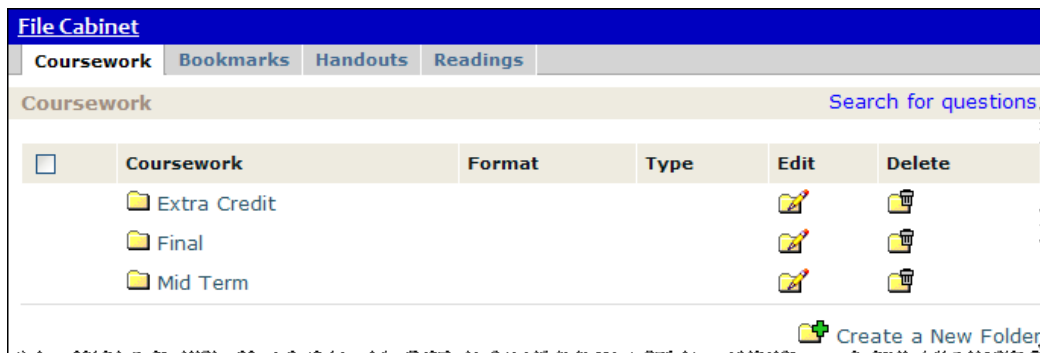 File Cabinet
Coursework Bookmarks Handouts Readings
Coursework Search for questions
Coursework Format Type Edit Delete
Extra Credit
Final
Mid Term
Create a New Folder